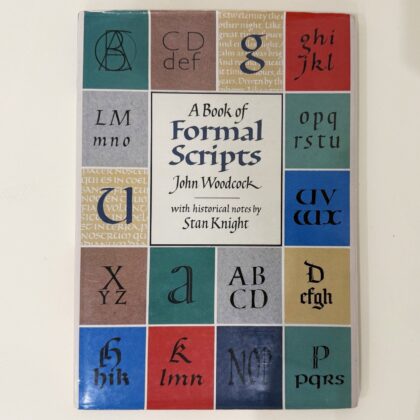 AB
CD
def
g
ghi
jkl
LM
mno
A Book of
Formal
Scripts
John Woodcock
with historical notes by
Stan Knight
opq
rstu
u
uv
wx
X
YZ
a
AB
CD
D
efgh
h
hik
k
lmn
NOP
P
pqrs